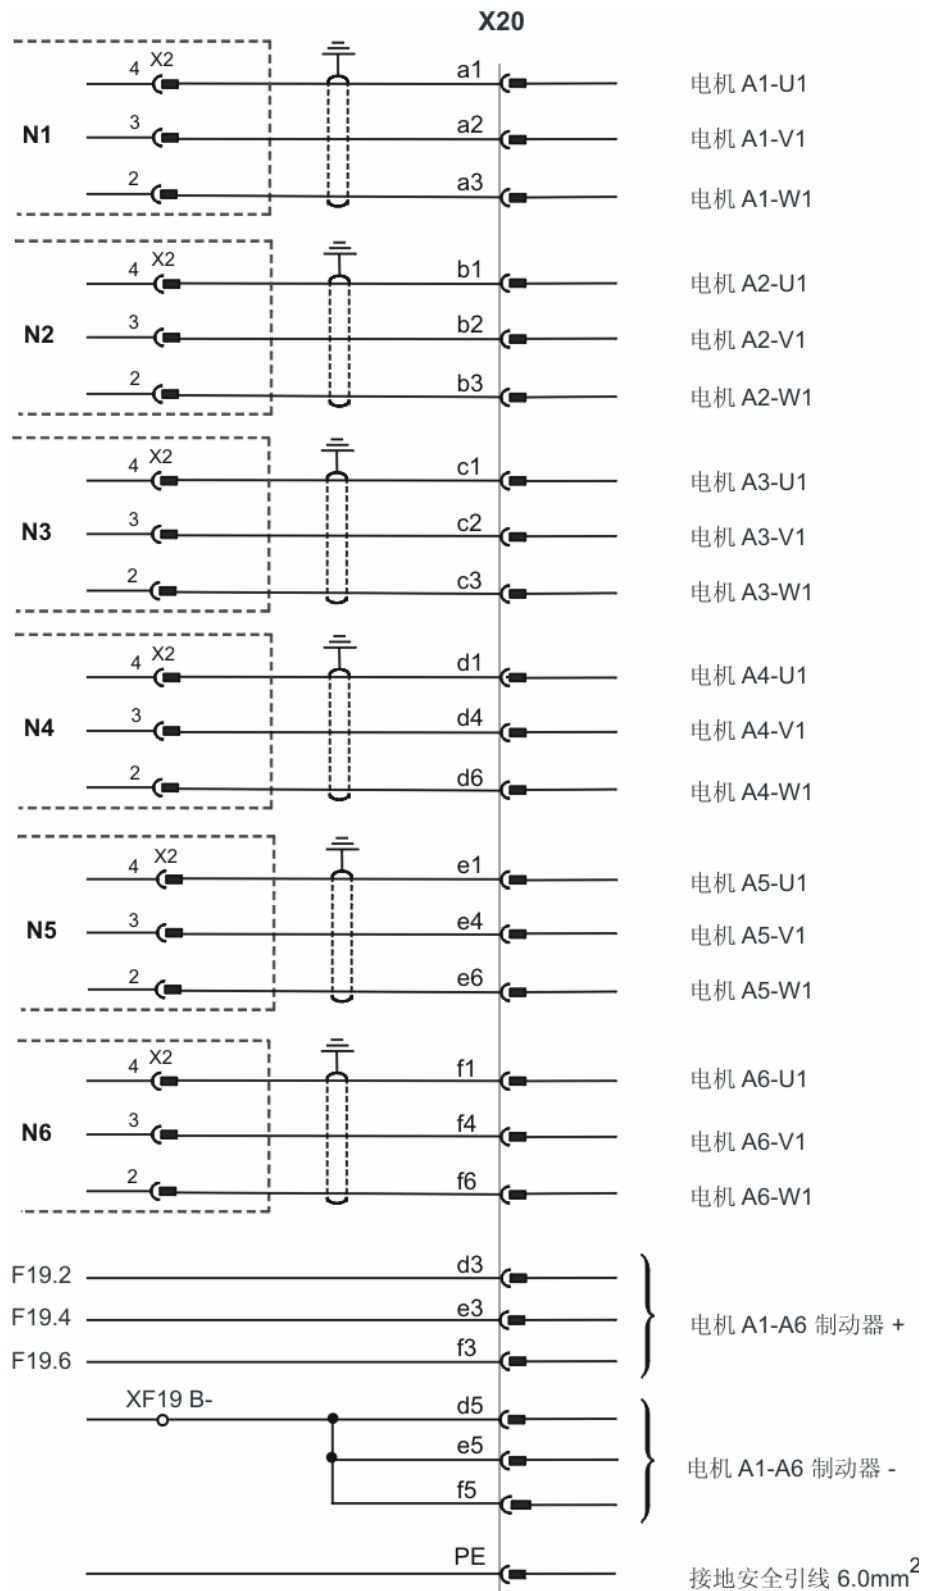 X20
X2
4 a1 电机 A1-U1
N1 3 a2 电机 A1-V1
2 a3 电机 A1-W1
X2
4 b1 电机 A2-U1
N2 3 b2 电机 A2-V1
2 b3 电机 A2-W1
X2
4 c1 电机 A3-U1
N3 3 c2 电机 A3-V1
2 c3 电机 A3-W1
X2
4 d1 电机 A4-U1
N4 3 d4 电机 A4-V1
2 d6 电机 A4-W1
X2
4 e1 电机 A5-U1
N5 3 e4 电机 A5-V1
2 e6 电机 A5-W1
X2
4 f1 电机 A6-U1
N6 3 f4 电机 A6-V1
2 f6 电机 A6-W1
F19.2 d3
F19.4 e3 电机 A1-A6 制动器 +
F19.6 f3
XF19 B- d5
e5 电机 A1-A6 制动器 -
f5
PE 接地安全引线 6.0mm²